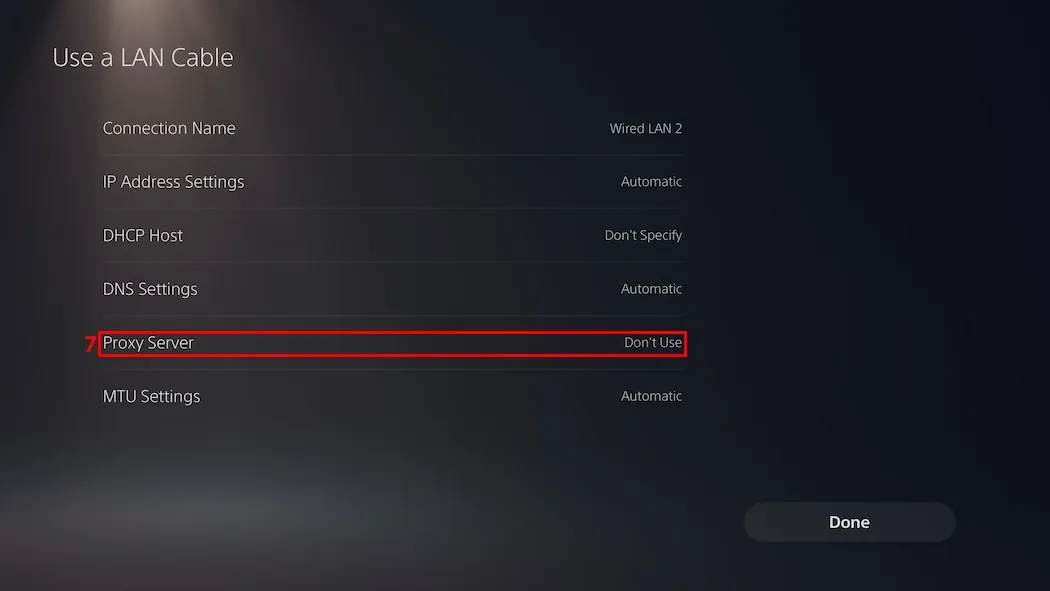 Use a LAN Cable
Connection Name Wired LAN 2
IP Address Settings Automatic
DHCP Host Don't Specify
DNS Settings Automatic
7 Proxy Server Don't Use
MTU Settings Automatic
Done